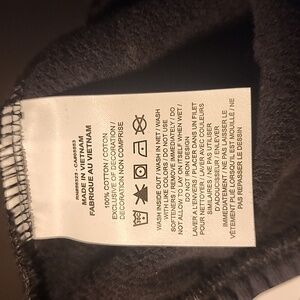 MADE IN VIETNAM
FABRIQUÉ AU VIETNAM
100% COTTON / COTON
EXCLUSIVE OF DECORATION /
DÉCORATION NON COMPRISE
WASH INSIDE OUT / WASH IN NET / WASH
WITH LIKE COLORS / DO NOT USE
SOFTENERS / REMOVE IMMEDIATELY / DO
NOT ALLOW TO LAY ON ITSELF WHEN WET /
DO NOT IRON DESIGN
LAVER À L'ENVERS / PLACER DANS UN FILET
POUR NETTOYER / LAVER AVEC COULEURS
SIMILAIRES / NE PAS UTILISER
D'ADOUCISSEUR / ENLEVER
IMMÉDIATEMENT / NE PAS LAISSER LE
VÊTEMENT PLIÉ LORSQU'IL EST MOUILLÉ / NE
PAS REPASSER LE DESSIN